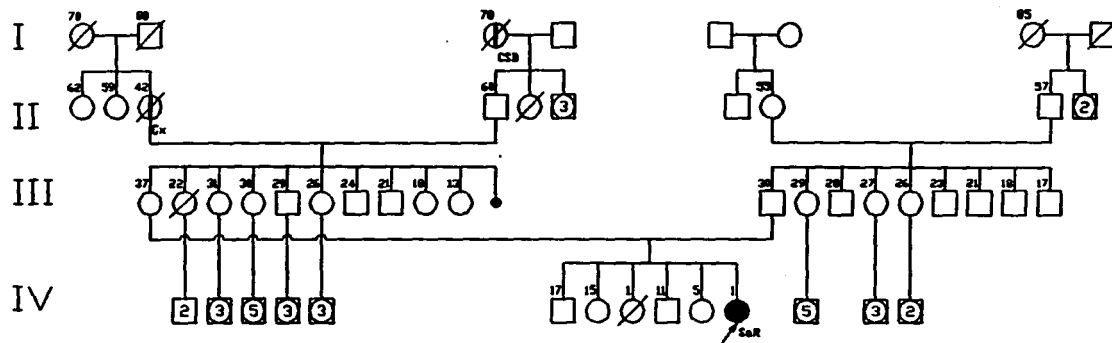 I
70 80 70 85
CSB
II
62 59 42 68 3 55 57 2
Cx
III
37 22 31 30 29 26 24 21 18 13 30 29 28 27 26 23 21 18 17
IV
2 3 5 3 3 17 15 1 11 5 1 5 3 2
SaR